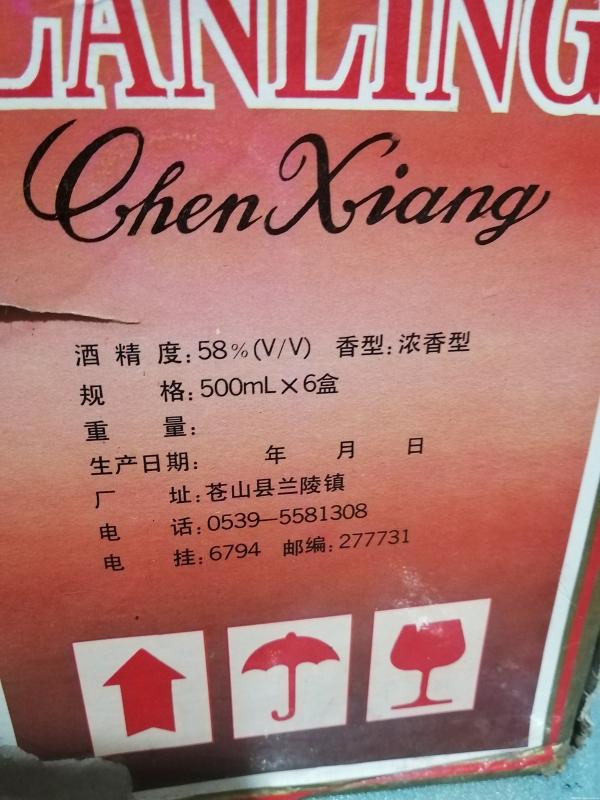 LANLING
Chen Xiang
酒 精 度: 58%(V/V) 香型: 浓香型
规 格: 500mL×6盒
重 量:
生产日期: 年 月 日
厂 址: 苍山县兰陵镇
电 话: 0539—5581308
电 挂: 6794 邮编: 277731